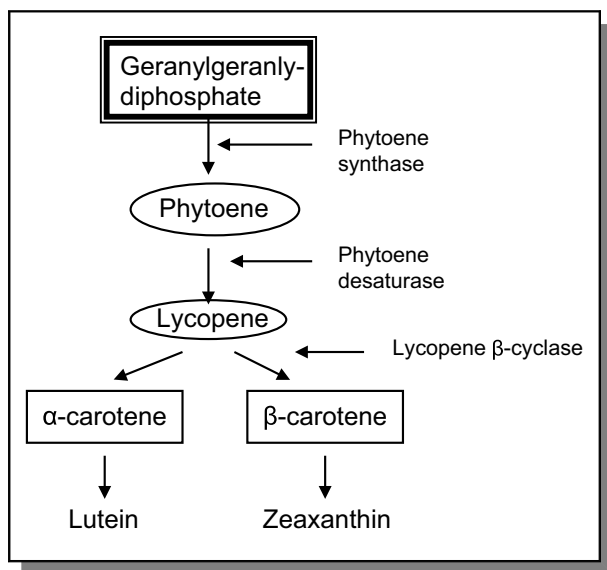 Geranylgeranly-
diphosphate
Phytoene
synthase
Phytoene
Phytoene
desaturase
Lycopene
Lycopene β-cyclase
α-carotene
β-carotene
Lutein
Zeaxanthin